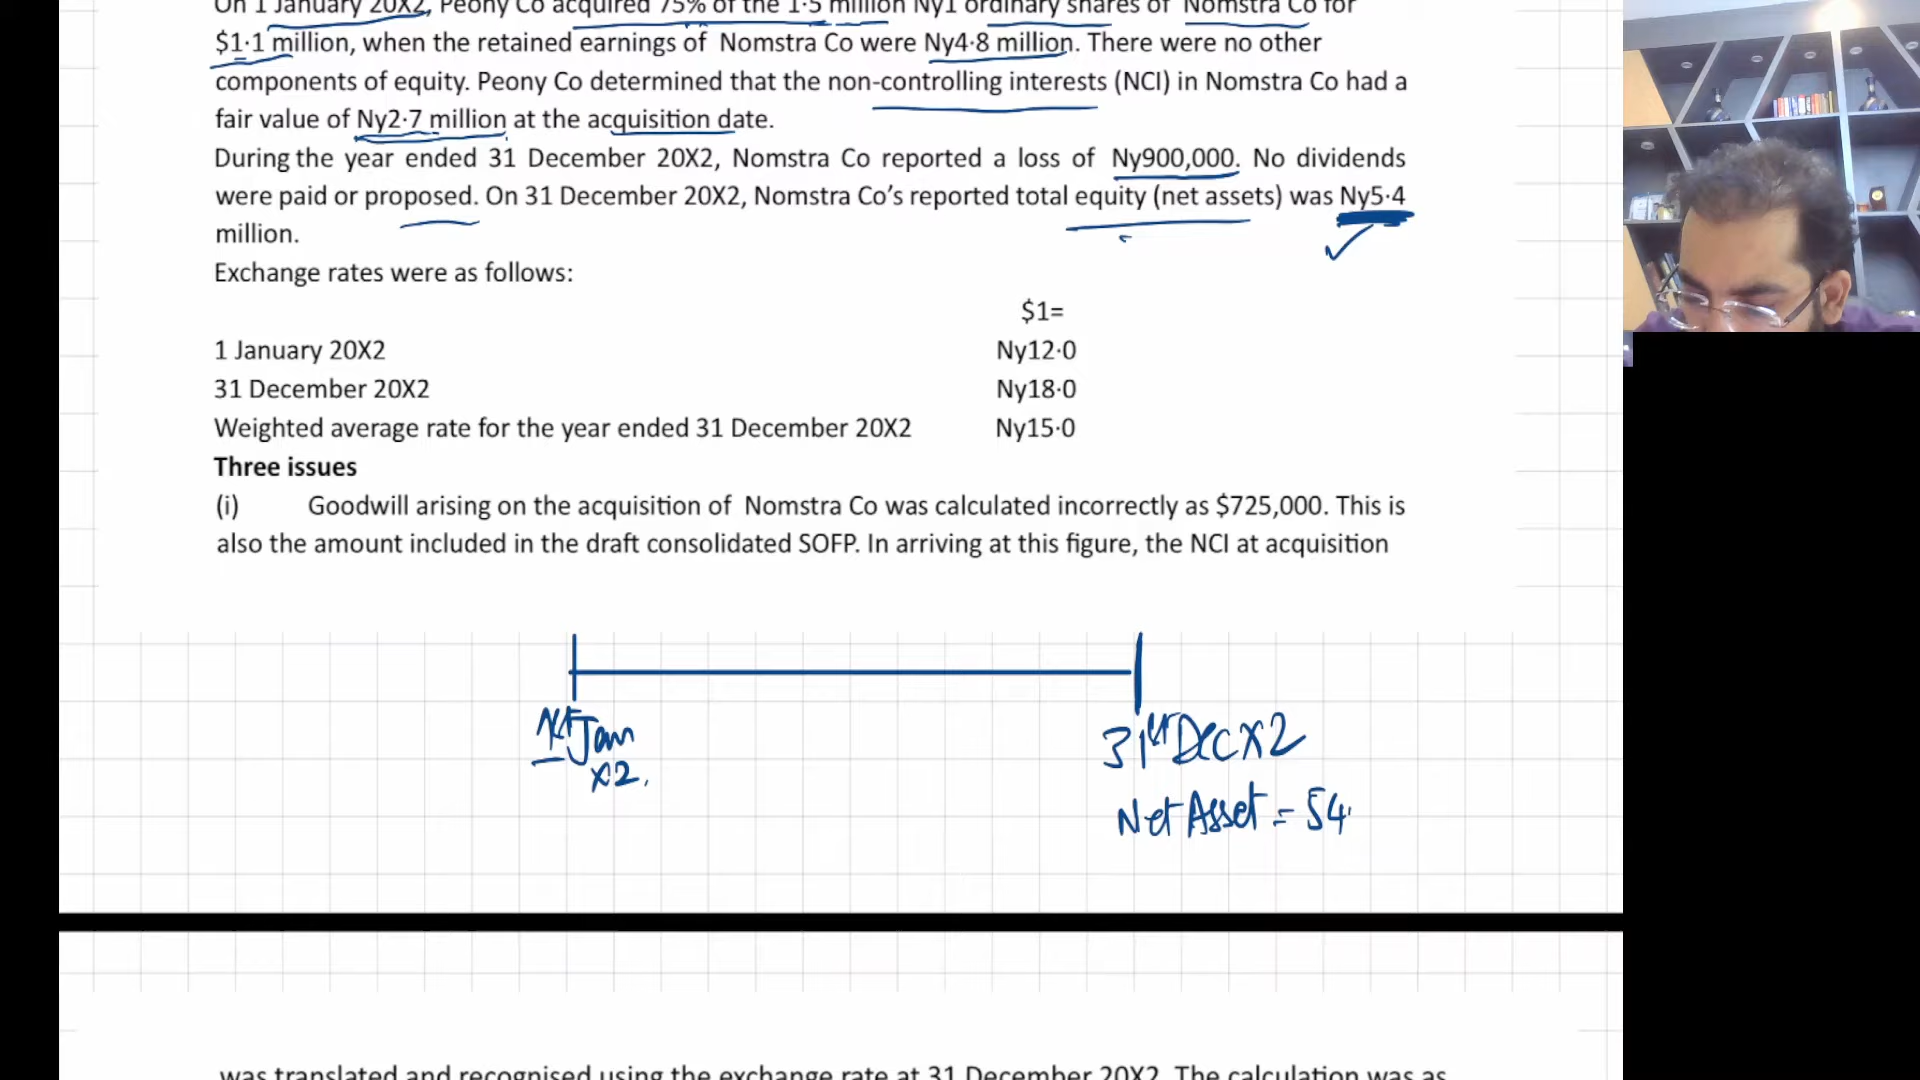 On 1 January 20X2, Peony Co acquired 75% of the 1·5 million Ny1 ordinary shares of Nomstra Co for
$1·1 million, when the retained earnings of Nomstra Co were Ny4·8 million. There were no other
components of equity. Peony Co determined that the non-controlling interests (NCI) in Nomstra Co had a
fair value of Ny2·7 million at the acquisition date.
During the year ended 31 December 20X2, Nomstra Co reported a loss of Ny900,000. No dividends
were paid or proposed. On 31 December 20X2, Nomstra Co's reported total equity (net assets) was Ny5·4
million.
Exchange rates were as follows:
$1=
1 January 20X2 Ny12·0
31 December 20X2 Ny18·0
Weighted average rate for the year ended 31 December 20X2 Ny15·0
Three issues
(i) Goodwill arising on the acquisition of Nomstra Co was calculated incorrectly as $725,000. This is
also the amount included in the draft consolidated SOFP. In arriving at this figure, the NCI at acquisition
Jan
X2.
31st Dec X2
Net Asset = 54
was translated and recognised using the exchange rate at 31 December 20X2. The calculation was as